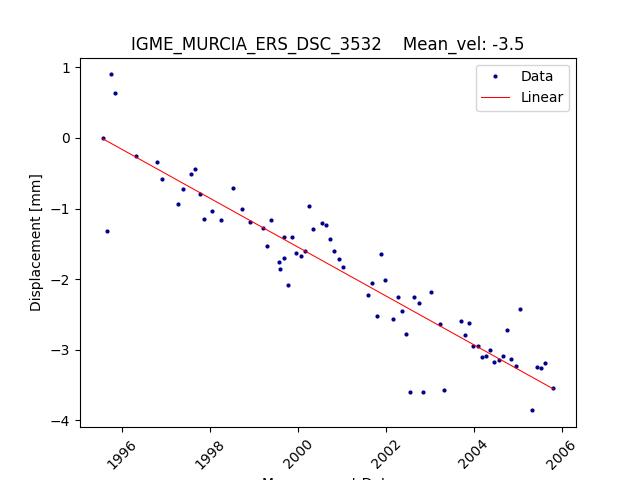 IGME_MURCIA_ERS_DSC_3532 Mean_vel: -3.5
Data
Linear
Displacement [mm]
1
0
−1
−2
−3
−4
1996 1998 2000 2002 2004 2006